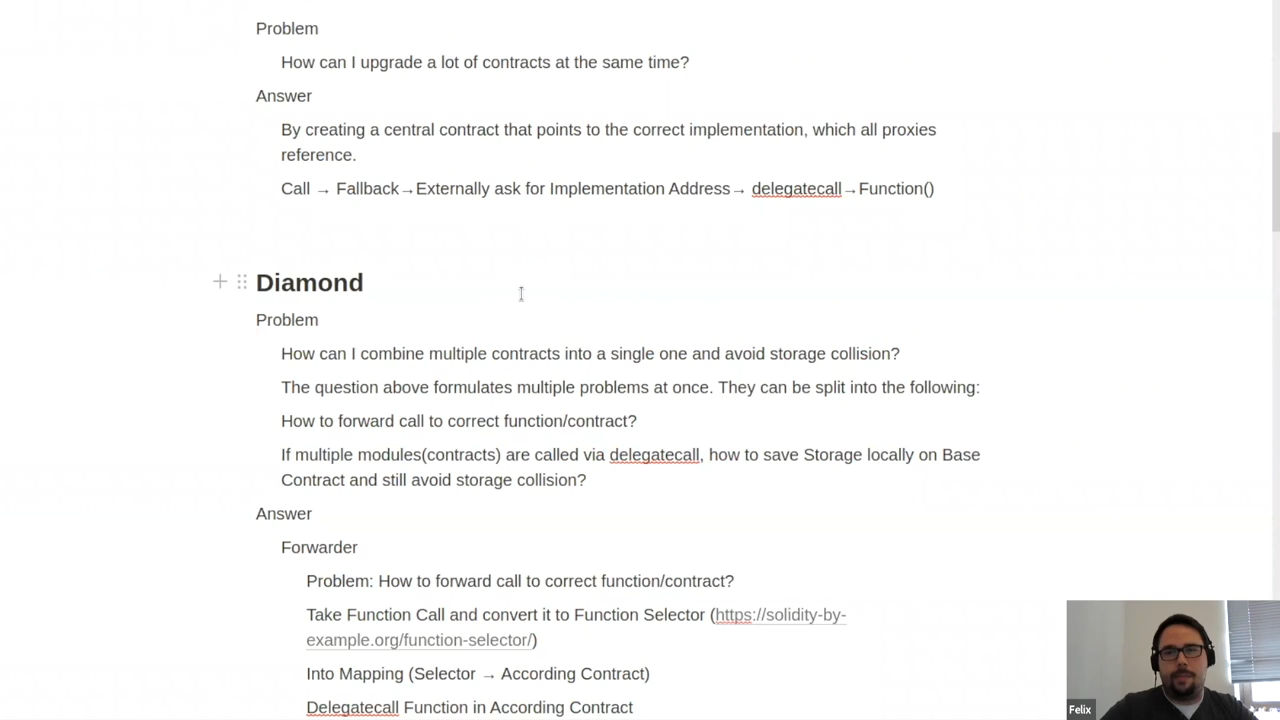 Problem
How can I upgrade a lot of contracts at the same time?
Answer
By creating a central contract that points to the correct implementation, which all proxies
reference.
Call → Fallback→Externally ask for Implementation Address→ delegatecall→Function()
Diamond
Problem
How can I combine multiple contracts into a single one and avoid storage collision?
The question above formulates multiple problems at once. They can be split into the following:
How to forward call to correct function/contract?
If multiple modules(contracts) are called via delegatecall, how to save Storage locally on Base
Contract and still avoid storage collision?
Answer
Forwarder
Problem: How to forward call to correct function/contract?
Take Function Call and convert it to Function Selector (https://solidity-by-
example.org/function-selector/)
Into Mapping (Selector → According Contract)
Delegatecall Function in According Contract
Felix